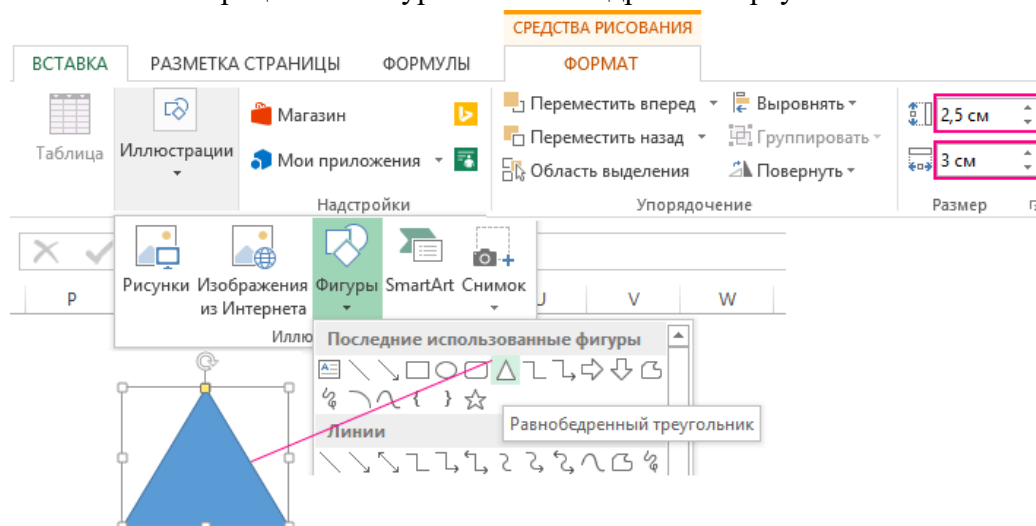 СРЕДСТВА РИСОВАНИЯ
ВСТАВКА РАЗМЕТКА СТРАНИЦЫ ФОРМУЛЫ ФОРМАТ
Таблица
Иллюстрации
Магазин
Мои приложения
Надстройки
Переместить вперед
Переместить назад
Область выделения
Выровнять
Группировать
Повернуть
Упорядочение
2,5 см
3 см
Размер
Рисунки
Изображения
из Интернета
Фигуры
SmartArt
Снимок
P U V W
Иллю
Последние использованные фигуры
Равнобедренный треугольник
Линии